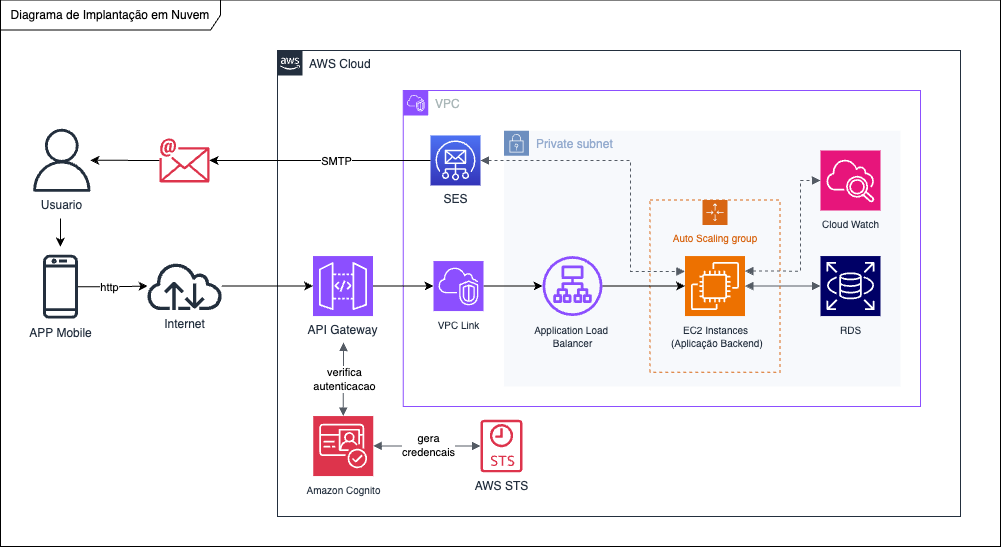 Diagrama de Implantação em Nuvem
aws
AWS Cloud
VPC
Private subnet
SMTP
SES
Usuario
Cloud Watch
Auto Scaling group
http
APP Mobile
Internet
API Gateway
VPC Link
Application Load
Balancer
EC2 Instances
(Aplicação Backend)
RDS
verifica
autenticacao
gera
credencais
STS
Amazon Cognito
AWS STS